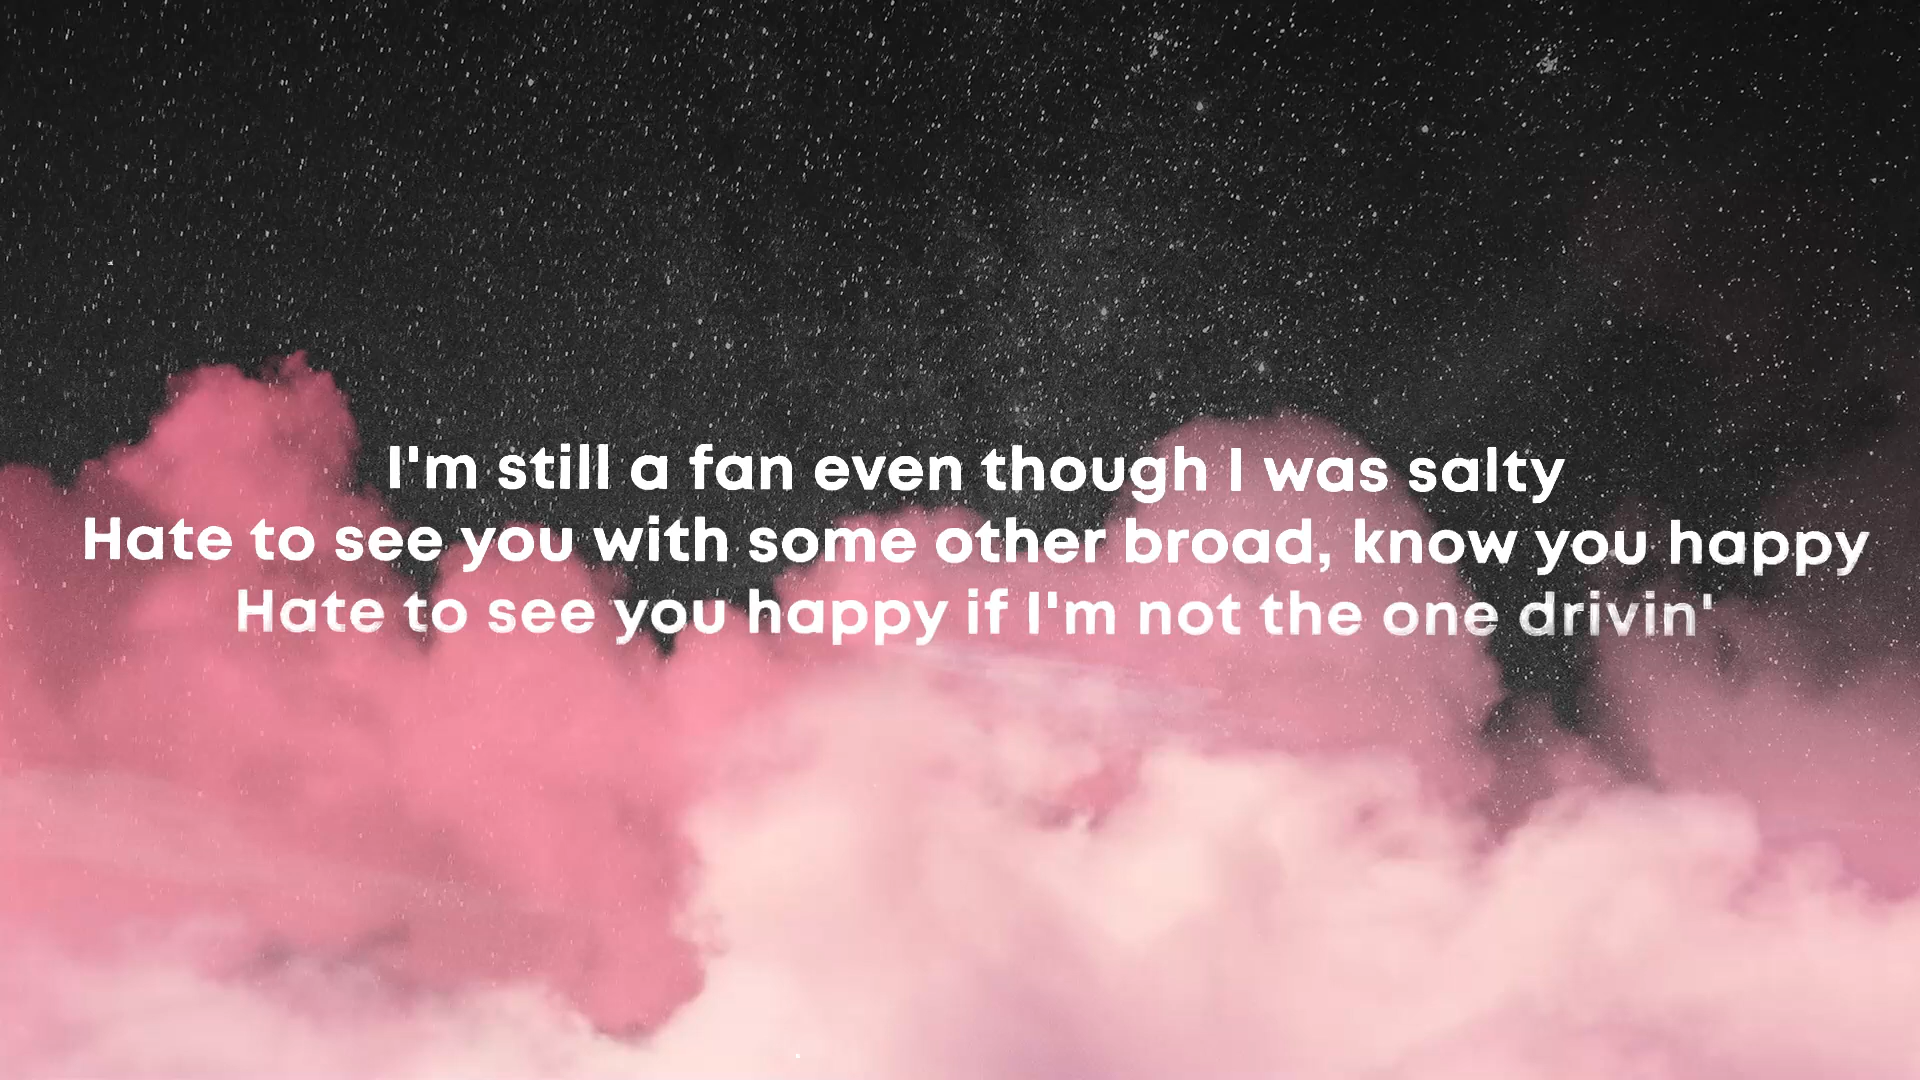 I'm still a fan even though I was salty
Hate to see you with some other broad, know you happy
Hate to see you happy if I'm not the one drivin'